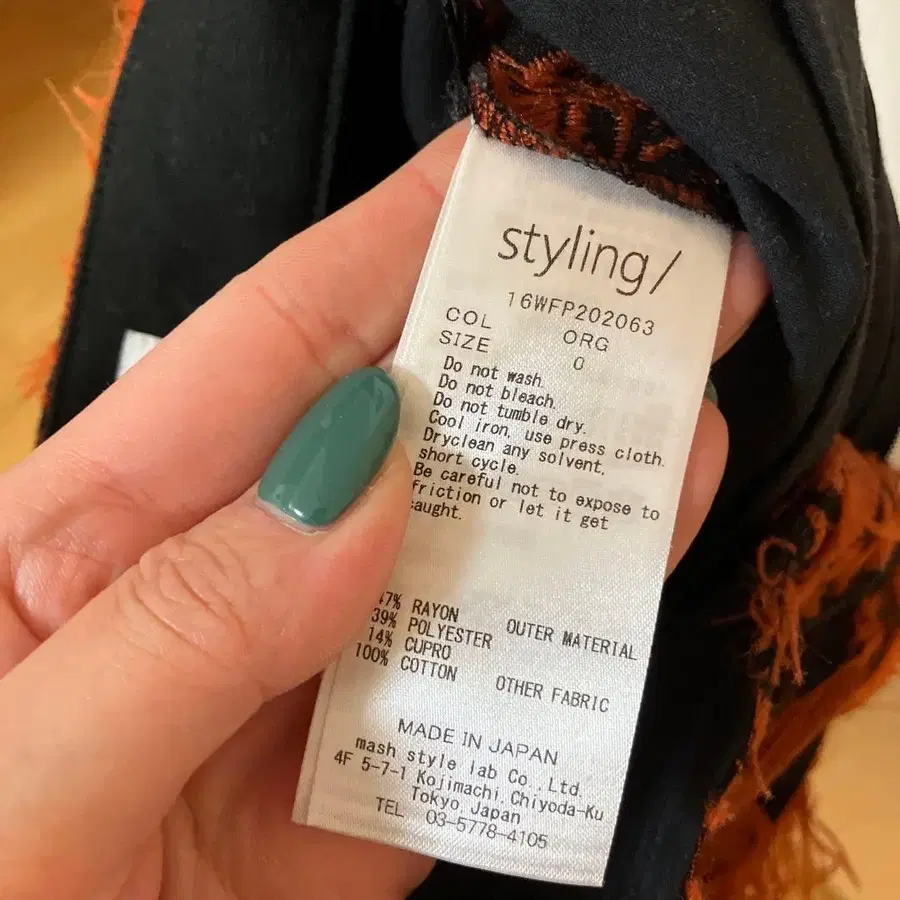 styling/
16WFP202063
COL ORG
SIZE 0
Do not wash.
Do not bleach.
Do not tumble dry.
Cool iron, use press cloth.
Dryclean any solvent,
short cycle.
Be careful not to expose to
friction or let it get
caught.
47% RAYON
39% POLYESTER OUTER MATERIAL
14% CUPRO
100% COTTON OTHER FABRIC
MADE IN JAPAN
mash style lab Co., Ltd.
4F 5-7-1 Kojimachi, Chiyoda-Ku
Tokyo, Japan
TEL 03-5778-4105